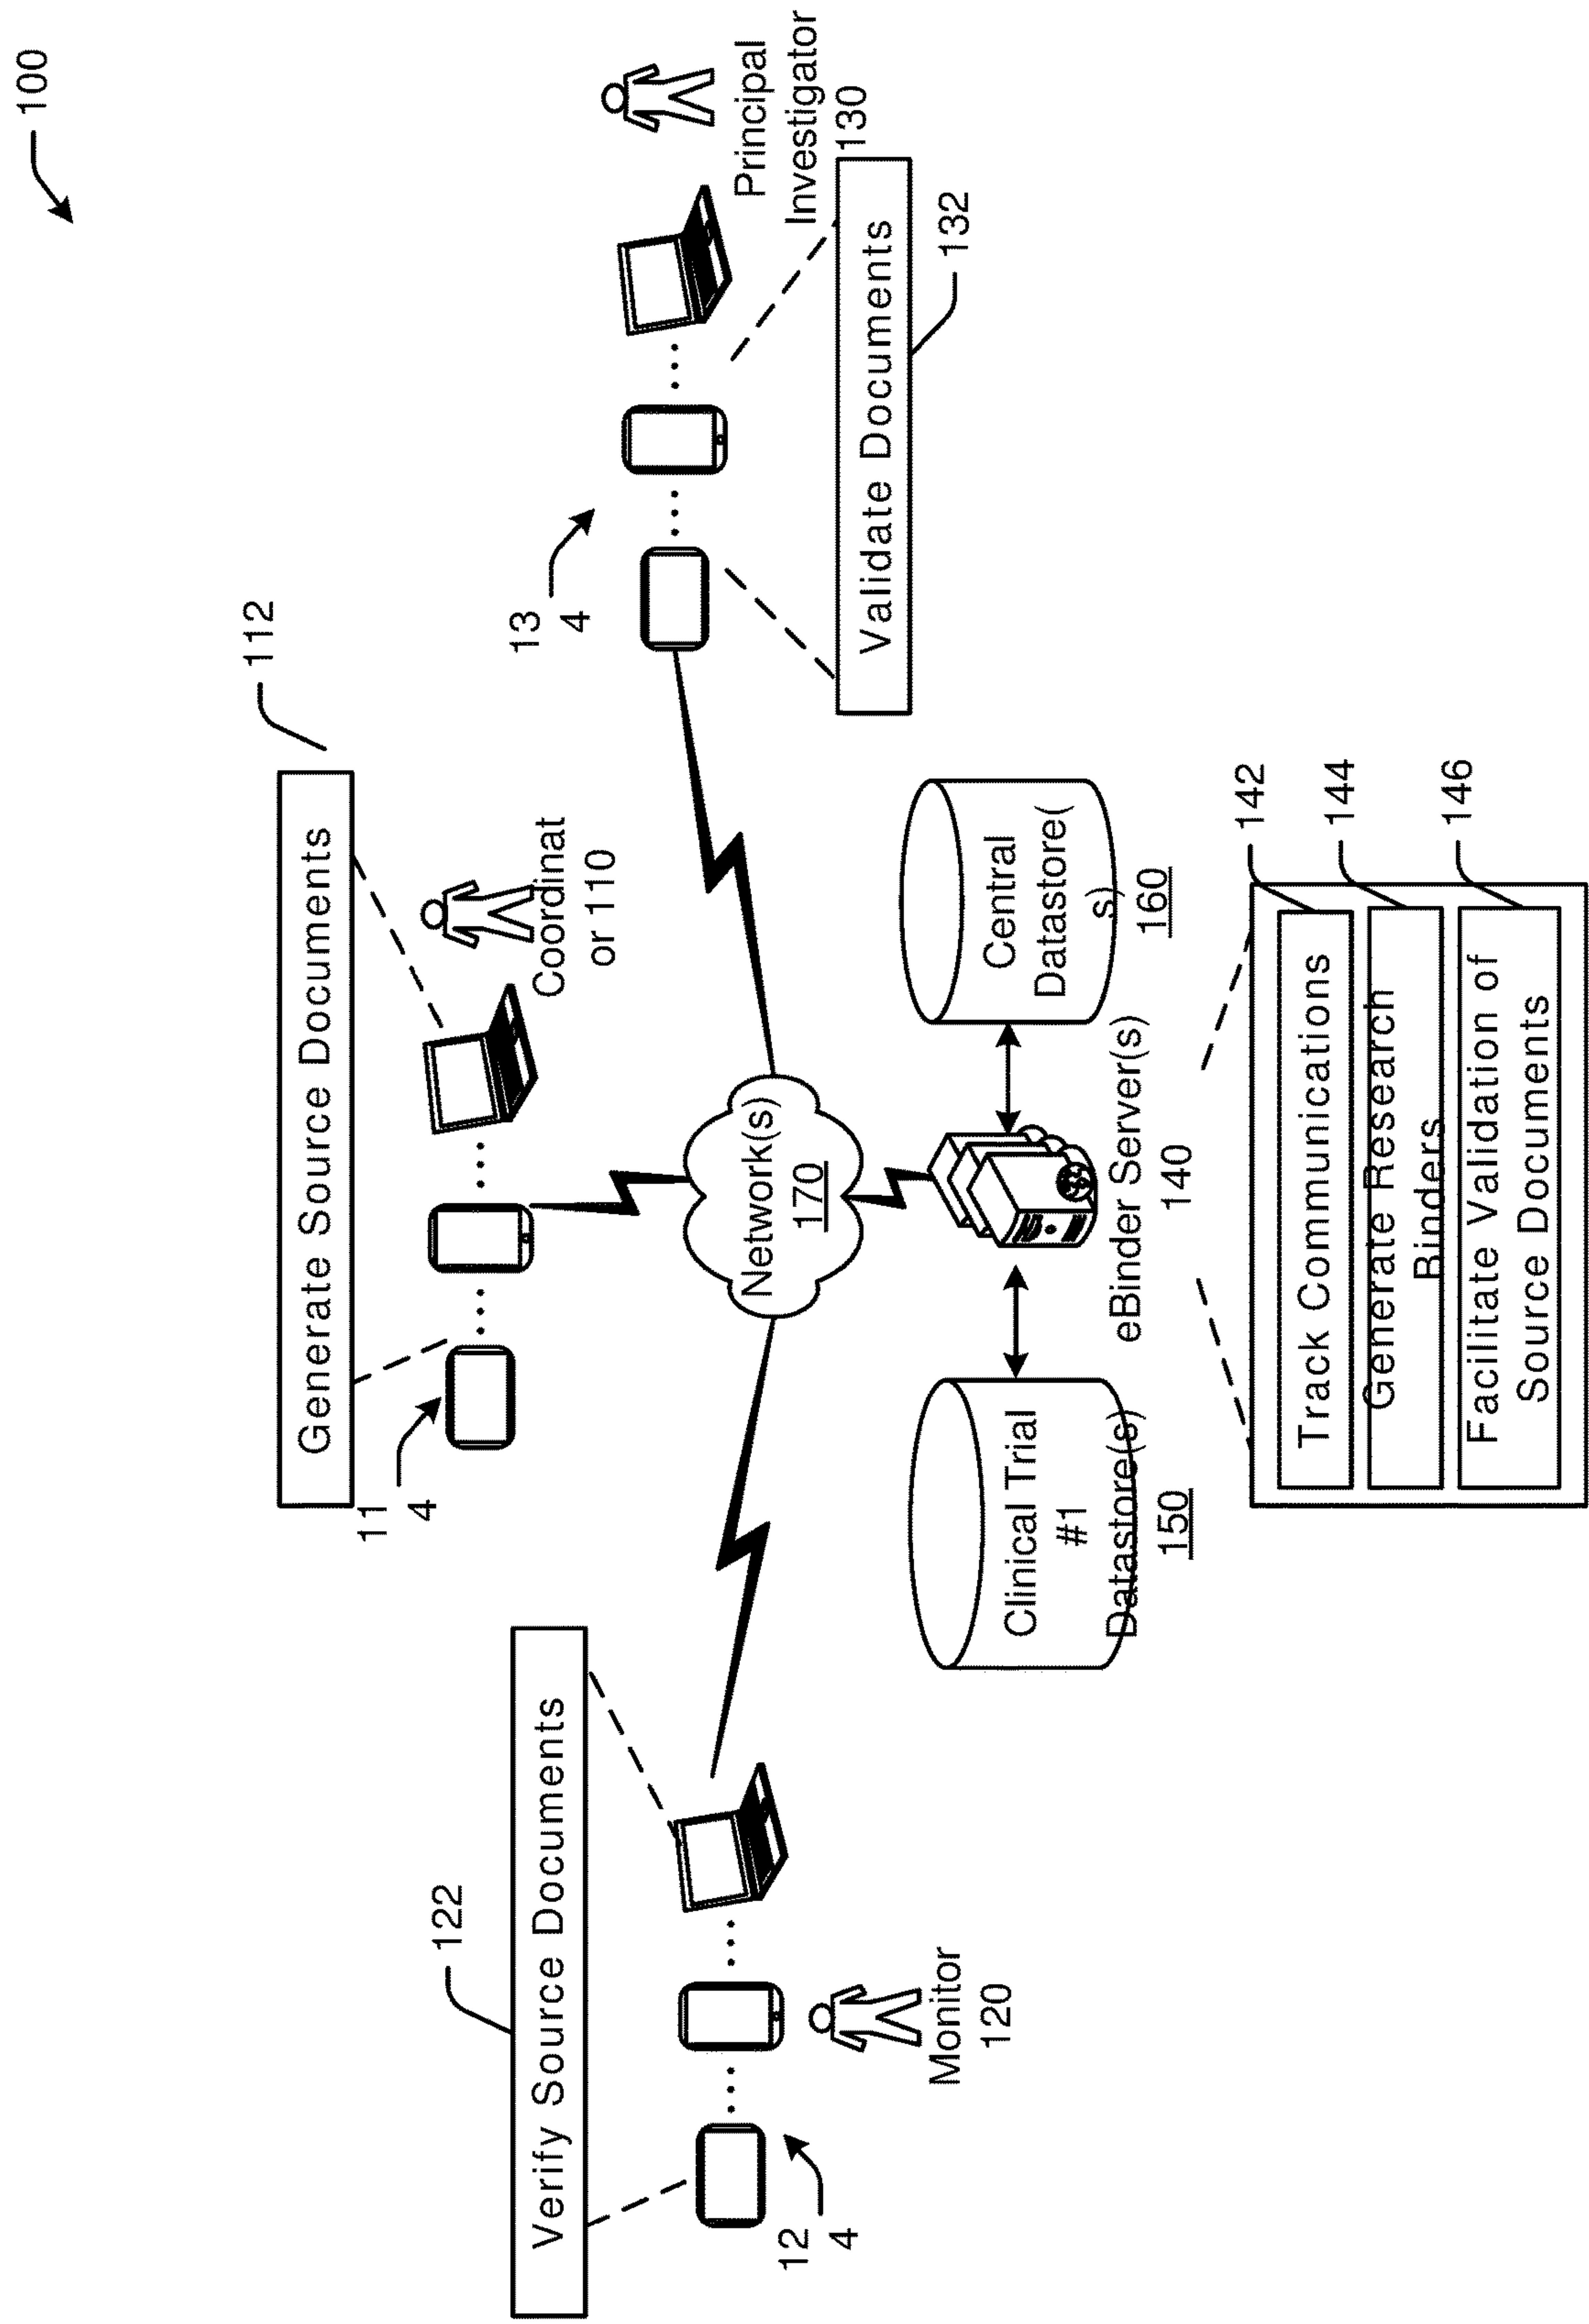 100
112
Generate Source Documents
11
4
Coordinat
or 110
122
Verify Source Documents
12
4
Monitor
120
13
4
Principal
Investigator
130
Validate Documents
132
Network(s)
170
Clinical Trial
#1
Datastore(s)
150
eBinder Server(s)
140
Central
Datastore(
s)
160
Track Communications
142
Generate Research
Binders
144
Facilitate Validation of
Source Documents
146